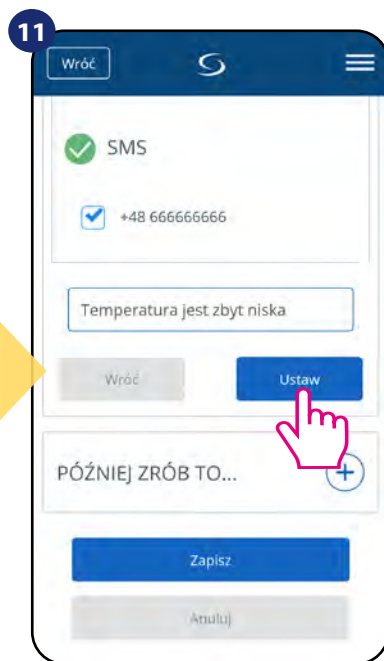 11
Wróć
SMS
+48 666666666
Temperatura jest zbyt niska
Wróć
Ustaw
PÓŹNIEJ ZRÓB TO...
Zapisz
Anuluj